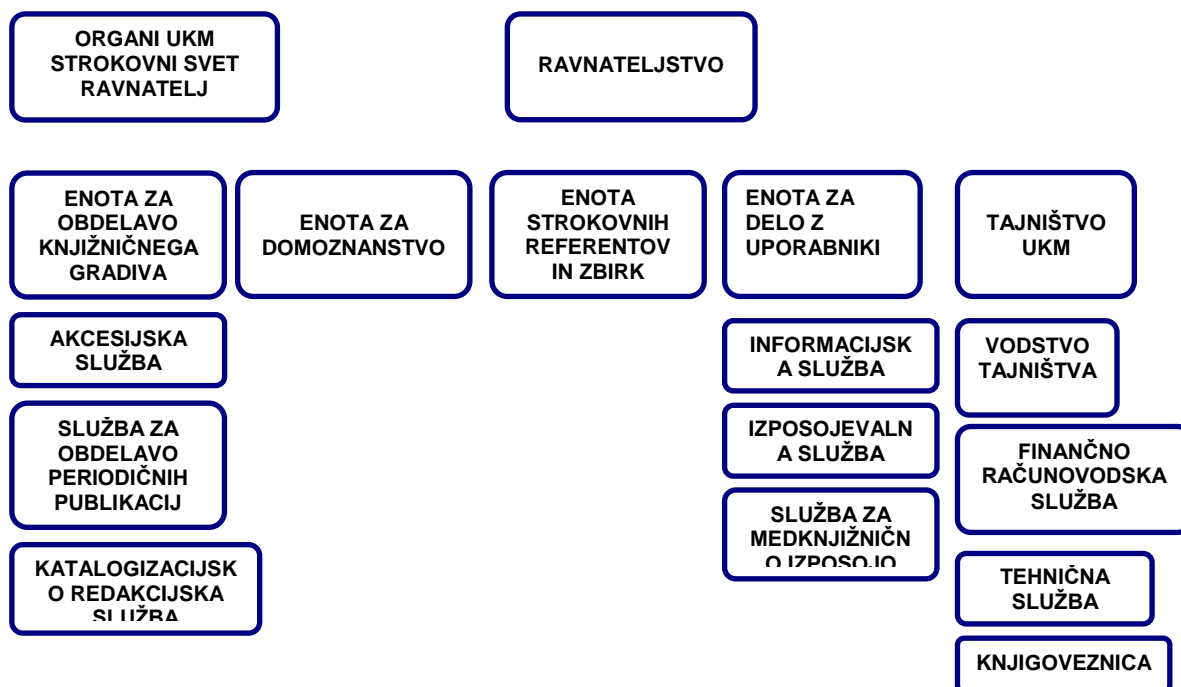 ORGANI UKM
STROKOVNI SVET
RAVNATELJ
RAVNATELJSTVO
ENOTA ZA
OBDELAVO
KNJIŽNIČNEGA
GRADIVA
ENOTA ZA
DOMOZNANSTVO
ENOTA
STROKOVNIH
REFERENTOV
IN ZBIRK
ENOTA ZA
DELO Z
UPORABNIKI
TAJNIŠTVO
UKM
AKCESIJSKA
SLUŽBA
SLUŽBA ZA
OBDELAVO
PERIODIČNIH
PUBLIKACIJ
KATALOGIZACIJSK
O REDAKCIJSKA
SLUŽBA
INFORMACIJSK
A SLUŽBA
IZPOSOJEVALN
A SLUŽBA
SLUŽBA ZA
MEDKNJIŽNIČN
O IZPOSOJO
VODSTVO
TAJNIŠTVA
FINANČNO
RAČUNOVODSKA
SLUŽBA
TEHNIČNA
SLUŽBA
KNJIGOVEZNICA